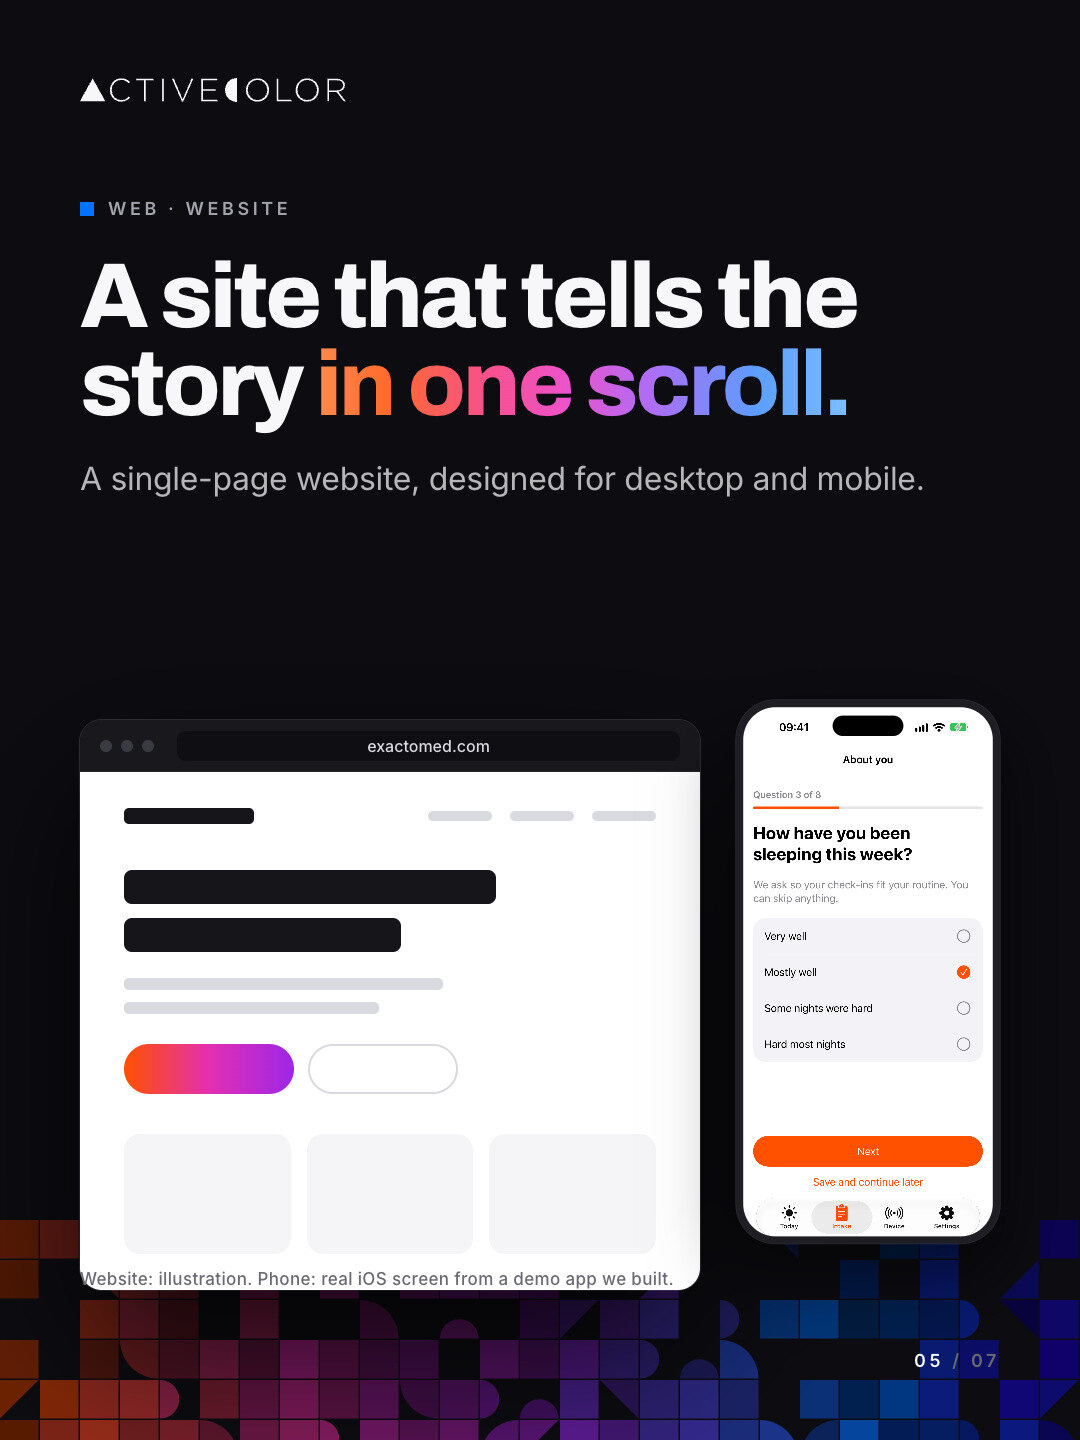 ACTIVECOLOR
WEB · WEBSITE
A site that tells the
story in one scroll.
A single-page website, designed for desktop and mobile.
exactomed.com
09:41
About you
Question 3 of 8
How have you been
sleeping this week?
We ask so your check-ins fit your routine. You
can skip anything.
Very well
Mostly well
Some nights were hard
Hard most nights
Next
Save and continue later
Today
Intake
Device
Settings
Website: illustration. Phone: real iOS screen from a demo app we built.
05 / 07